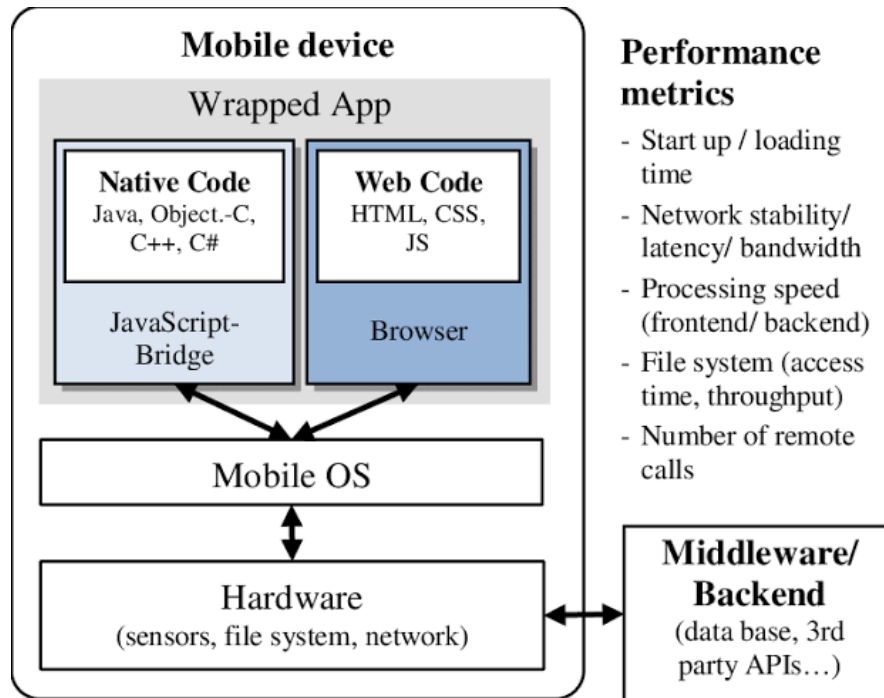 Mobile device
Wrapped App
Native Code
Java, Object.-C,
C++, C#
JavaScript-
Bridge
Web Code
HTML, CSS,
JS
Browser
Mobile OS
Hardware
(sensors, file system, network)
Performance
metrics
- Start up / loading
time
- Network stability/
latency/ bandwidth
- Processing speed
(frontend/ backend)
- File system (access
time, throughput)
- Number of remote
calls
Middleware/
Backend
(data base, 3rd
party APIs…)